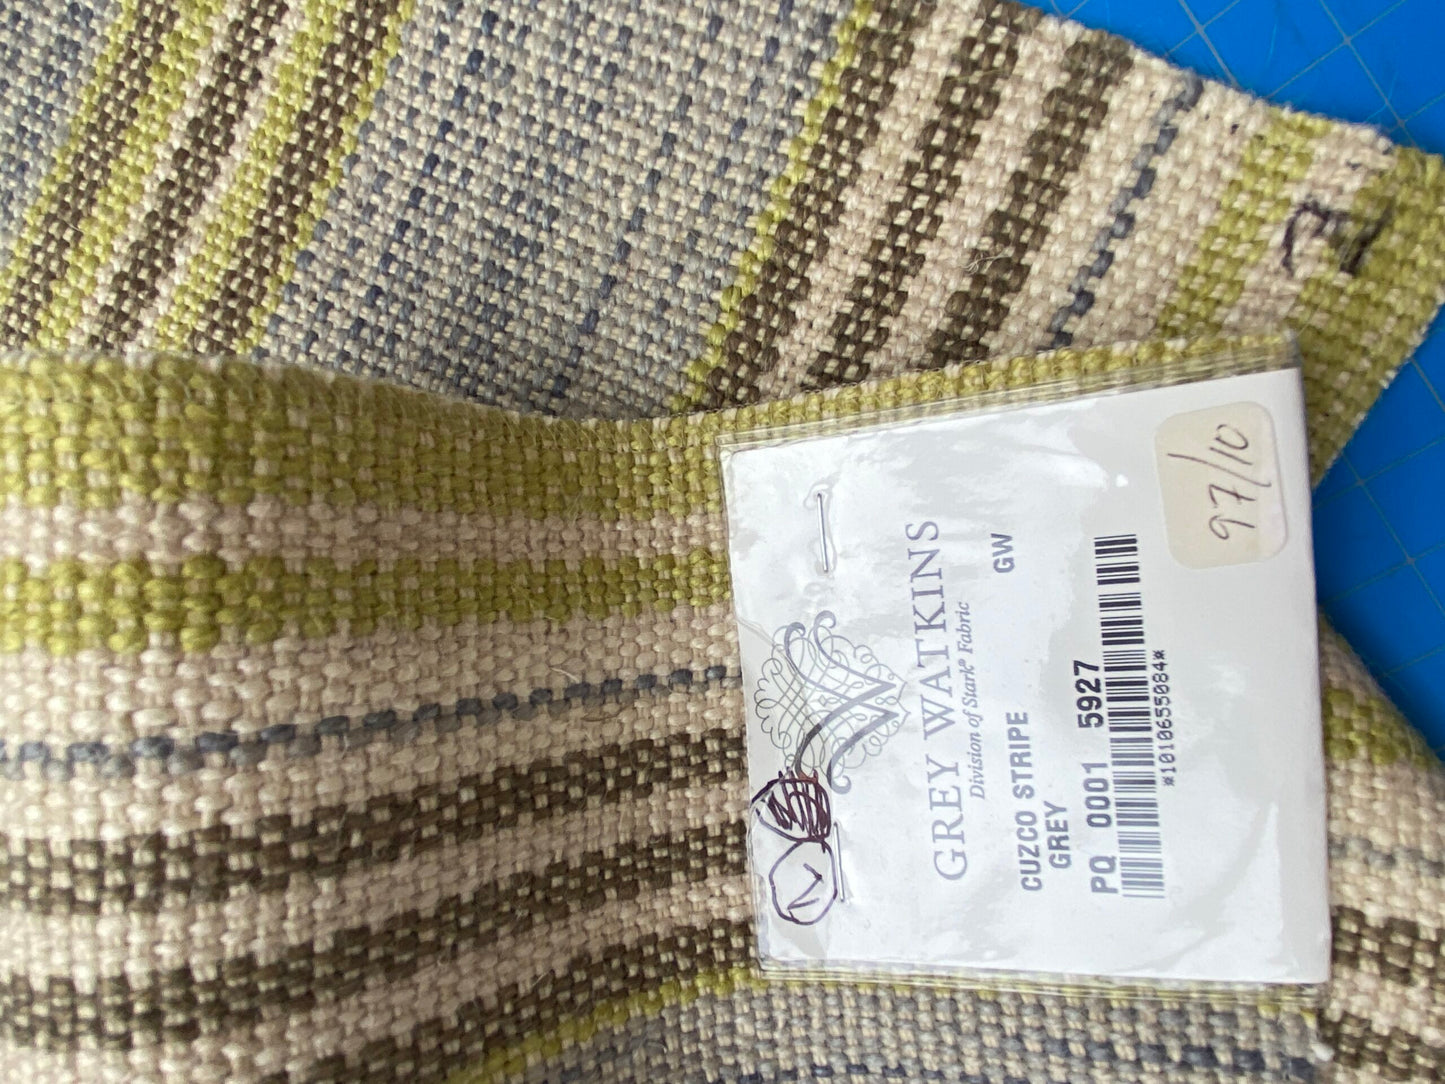 GREY WATKINS
Division of Stark® Fabric
GW
CUZCO STRIPE
GREY
PQ 0001 5927
*1010655084*
97/10